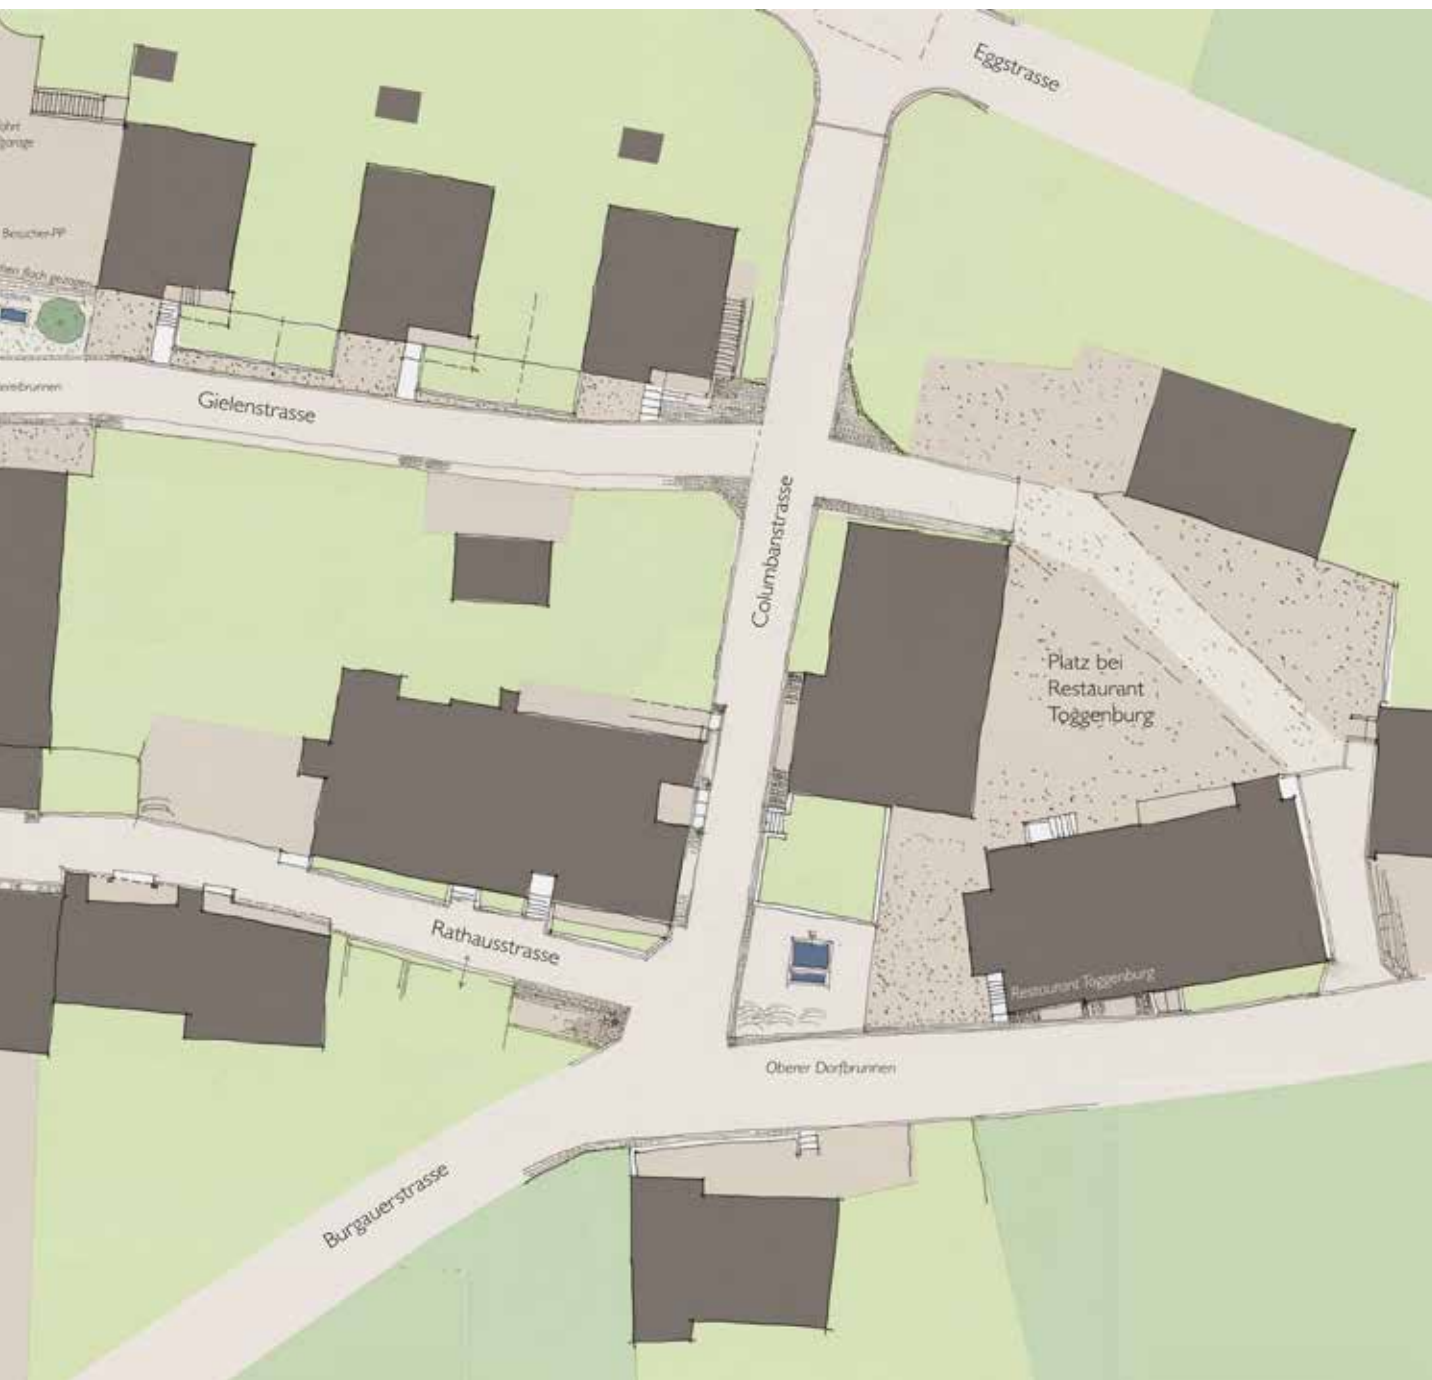 Eggstrasse
Besucher-PP
Gielenstrasse
Columbanstrasse
Platz bei
Restaurant
Toggenburg
Rathausstrasse
Restaurant Toggenburg
Oberer Dorfbrunnen
Burgauerstrasse